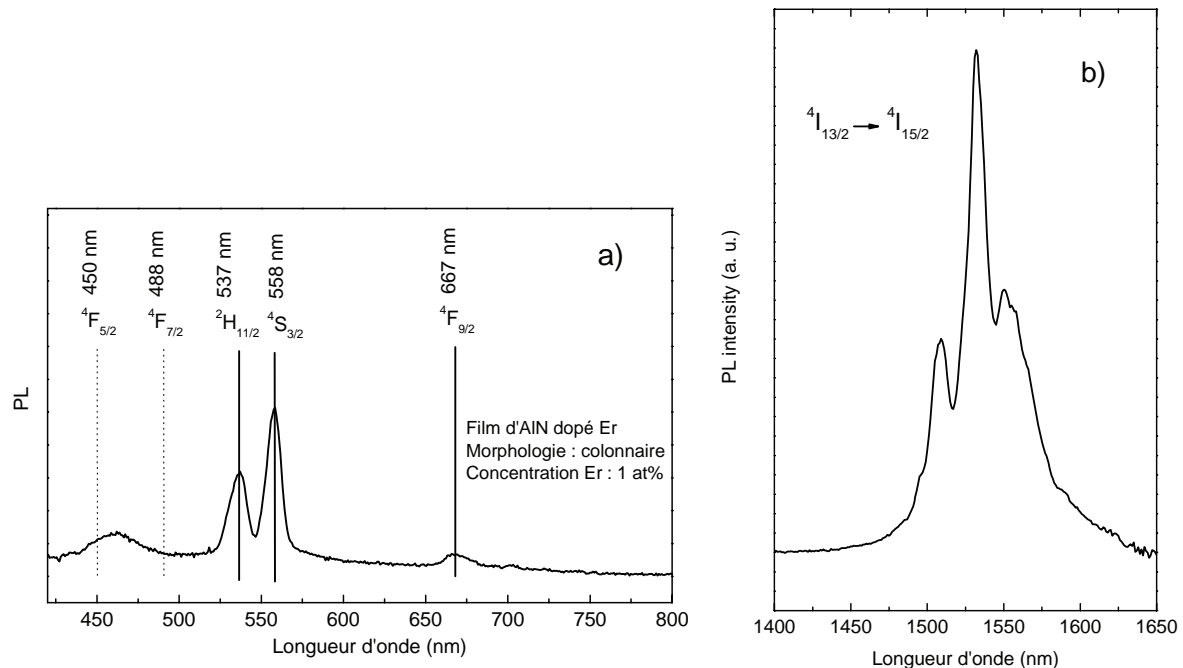 a)
450 nm
488 nm
537 nm
558 nm
667 nm
⁴F₅/₂
⁴F₇/₂
²H₁₁/₂
⁴S₃/₂
⁴F₉/₂
PL
Film d'AlN dopé Er
Morphologie : colonnaire
Concentration Er : 1 at%
450 500 550 600 650 700 750 800
Longueur d'onde (nm)
b)
⁴I₁₃/₂ → ⁴I₁₅/₂
PL intensity (a. u.)
1400 1450 1500 1550 1600 1650
Longueur d'onde (nm)